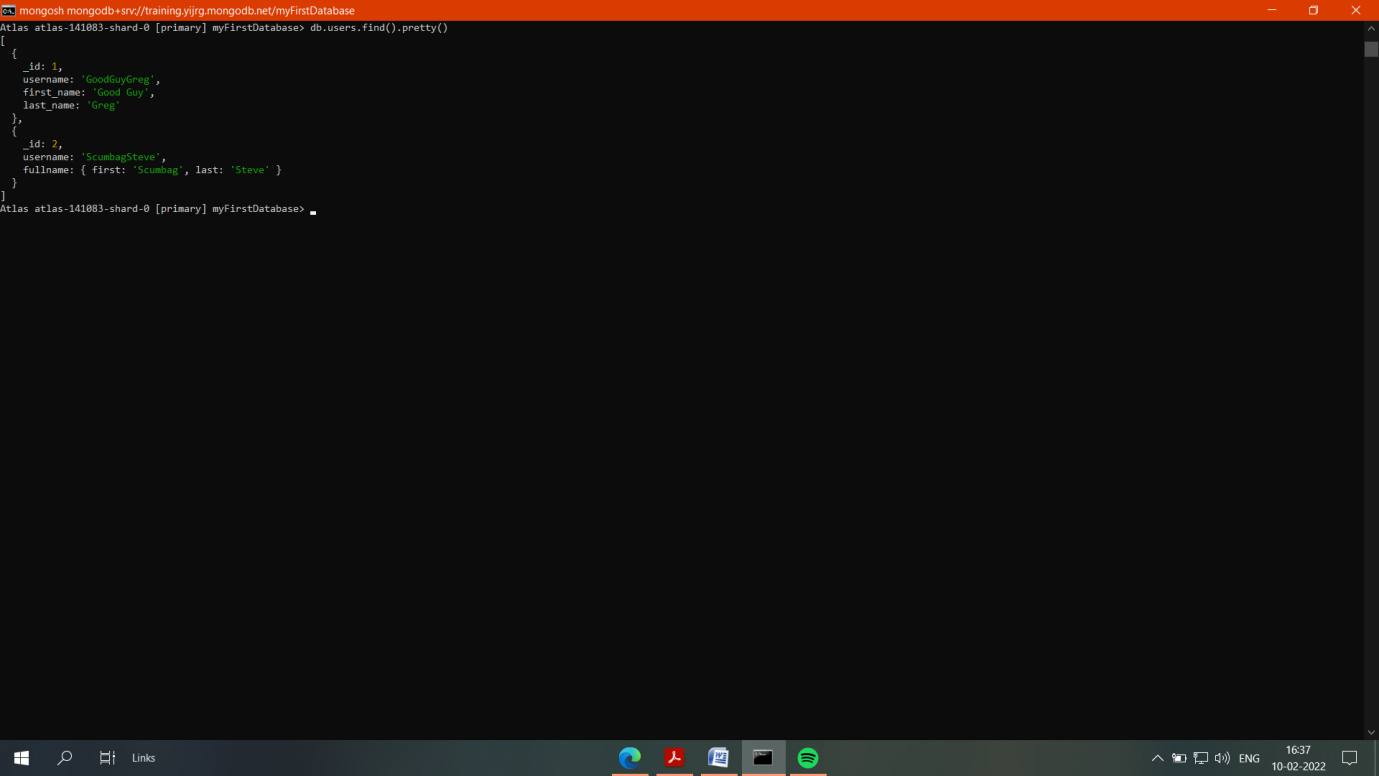 mongosh mongodb+srv://training.yijrg.mongodb.net/myFirstDatabase
Atlas atlas-141083-shard-0 [primary] myFirstDatabase> db.users.find().pretty()
[
  {
    _id: 1,
    username: 'GoodGuyGreg',
    first_name: 'Good Guy',
    last_name: 'Greg'
  },
  {
    _id: 2,
    username: 'ScumbagSteve',
    fullname: { first: 'Scumbag', last: 'Steve' }
  }
]
Atlas atlas-141083-shard-0 [primary] myFirstDatabase>
Links
ENG
16:37
10-02-2022